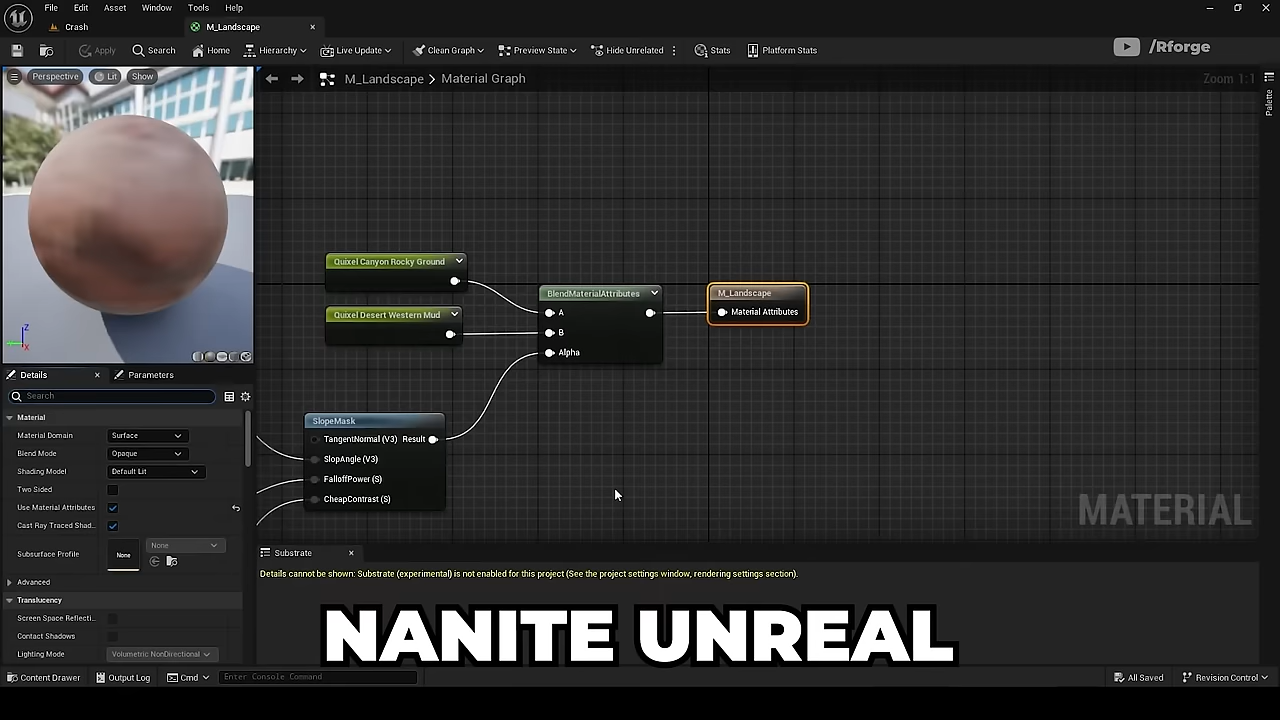 File Edit Asset Window Tools Help
Crash M_Landscape
Apply Search Home Hierarchy Live Update Clean Graph Preview State Hide Unrelated Stats Platform Stats
/Rforge
Perspective Lit Show
M_Landscape > Material Graph
Zoom 1:1
Palette
Quixel Canyon Rocky Ground
Quixel Desert Western Mud
BlendMaterialAttributes
A
B
Alpha
M_Landscape
Material Attributes
SlopeMask
TangentNormal (V3) Result
SlopAngle (V3)
FalloffPower (S)
CheapContrast (S)
MATERIAL
Z
X
Details Parameters
Search
Material
Material Domain Surface
Blend Mode Opaque
Shading Model Default Lit
Two Sided
Use Material Attributes
Cast Ray Traced Shad...
Subsurface Profile None None
Advanced
Translucency
Screen Space Reflecti...
Contact Shadows
Lighting Mode Volumetric NonDirectional
Substrate
Details cannot be shown: Substrate (experimental) is not enabled for this project (See the project settings window, rendering settings section).
NANITE UNREAL
Content Drawer Output Log Cmd Enter Console Command All Saved Revision Control